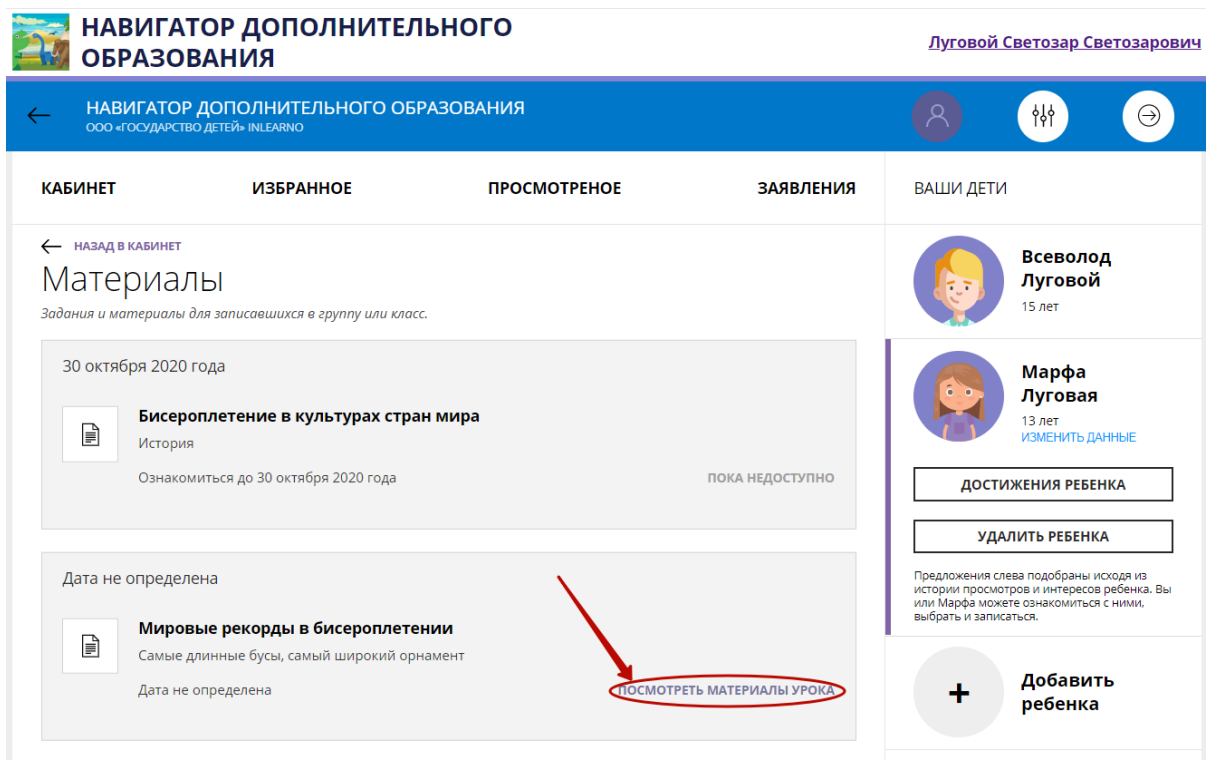 НАВИГАТОР ДОПОЛНИТЕЛЬНОГО
ОБРАЗОВАНИЯ
Луговой Светозар Светозарович
НАВИГАТОР ДОПОЛНИТЕЛЬНОГО ОБРАЗОВАНИЯ
ООО «ГОСУДАРСТВО ДЕТЕЙ» INLEARNO
КАБИНЕТ
ИЗБРАННОЕ
ПРОСМОТРЕНОЕ
ЗАЯВЛЕНИЯ
НАЗАД В КАБИНЕТ
Материалы
Задания и материалы для записавшихся в группу или класс.
30 октября 2020 года
Бисероплетение в культурах стран мира
История
Ознакомиться до 30 октября 2020 года
ПОКА НЕДОСТУПНО
Дата не определена
Мировые рекорды в бисероплетении
Самые длинные бусы, самый широкий орнамент
Дата не определена
ПОСМОТРЕТЬ МАТЕРИАЛЫ УРОКА
ВАШИ ДЕТИ
Всеволод
Луговой
15 лет
Марфа
Луговая
13 лет
ИЗМЕНИТЬ ДАННЫЕ
ДОСТИЖЕНИЯ РЕБЕНКА
УДАЛИТЬ РЕБЕНКА
Предложения слева подобраны исходя из
истории просмотров и интересов ребенка. Вы
или Марфа можете ознакомиться с ними,
выбрать и записаться.
+
Добавить
ребенка